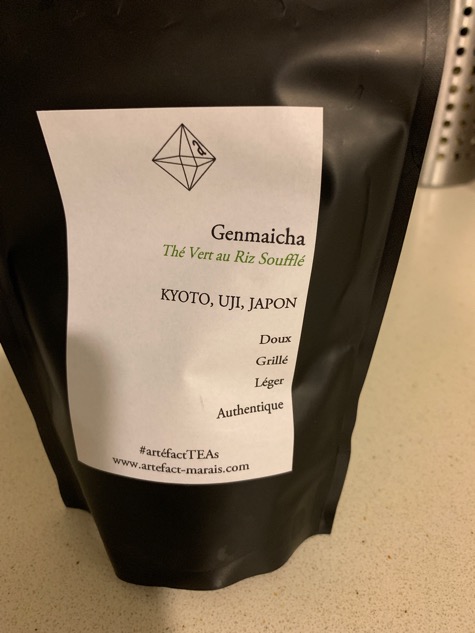 Genmaicha
Thé Vert au Riz Soufflé
KYOTO, UJI, JAPON
Doux
Grillé
Léger
Authentique
#artéfactTEAs
www.artefact-marais.com